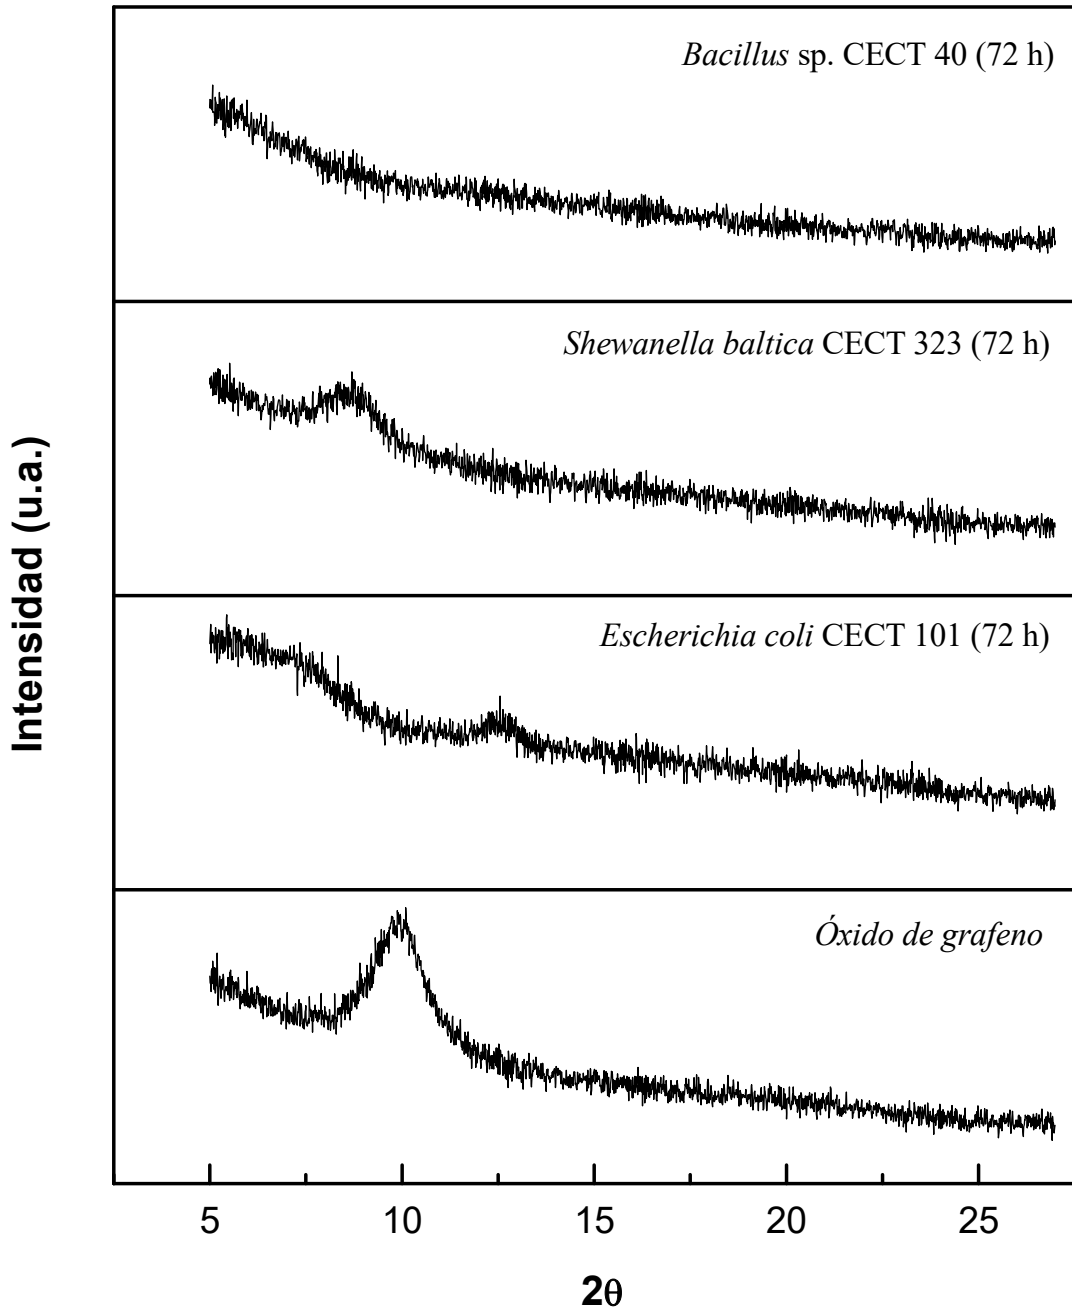 Bacillus sp. CECT 40 (72 h)
Shewanella baltica CECT 323 (72 h)
Escherichia coli CECT 101 (72 h)
Óxido de grafeno
Intensidad (u.a.)
5 10 15 20 25
2θ